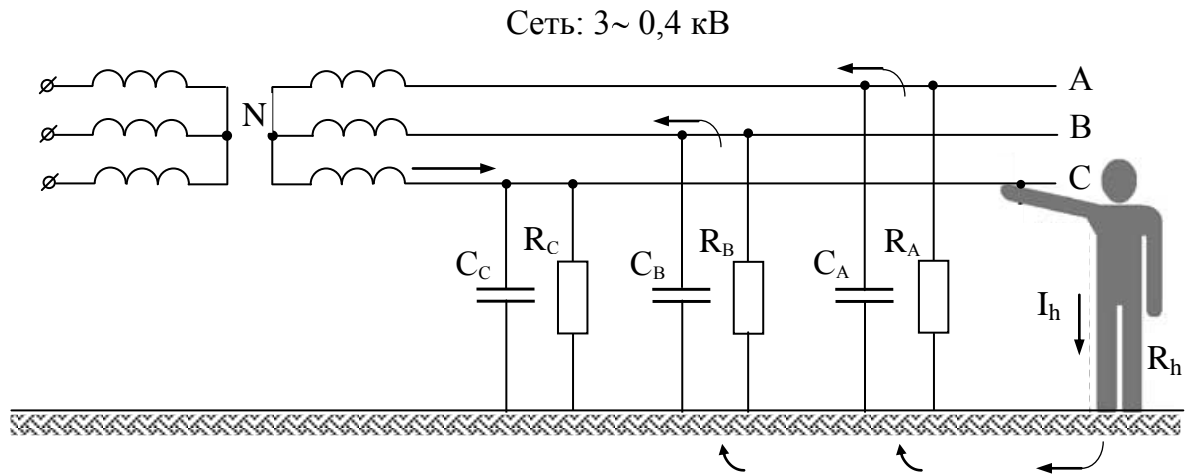 Сеть: 3~ 0,4 кВ
A
N
B
C
R_C
R_B
R_A
C_C
C_B
C_A
I_h
R_h